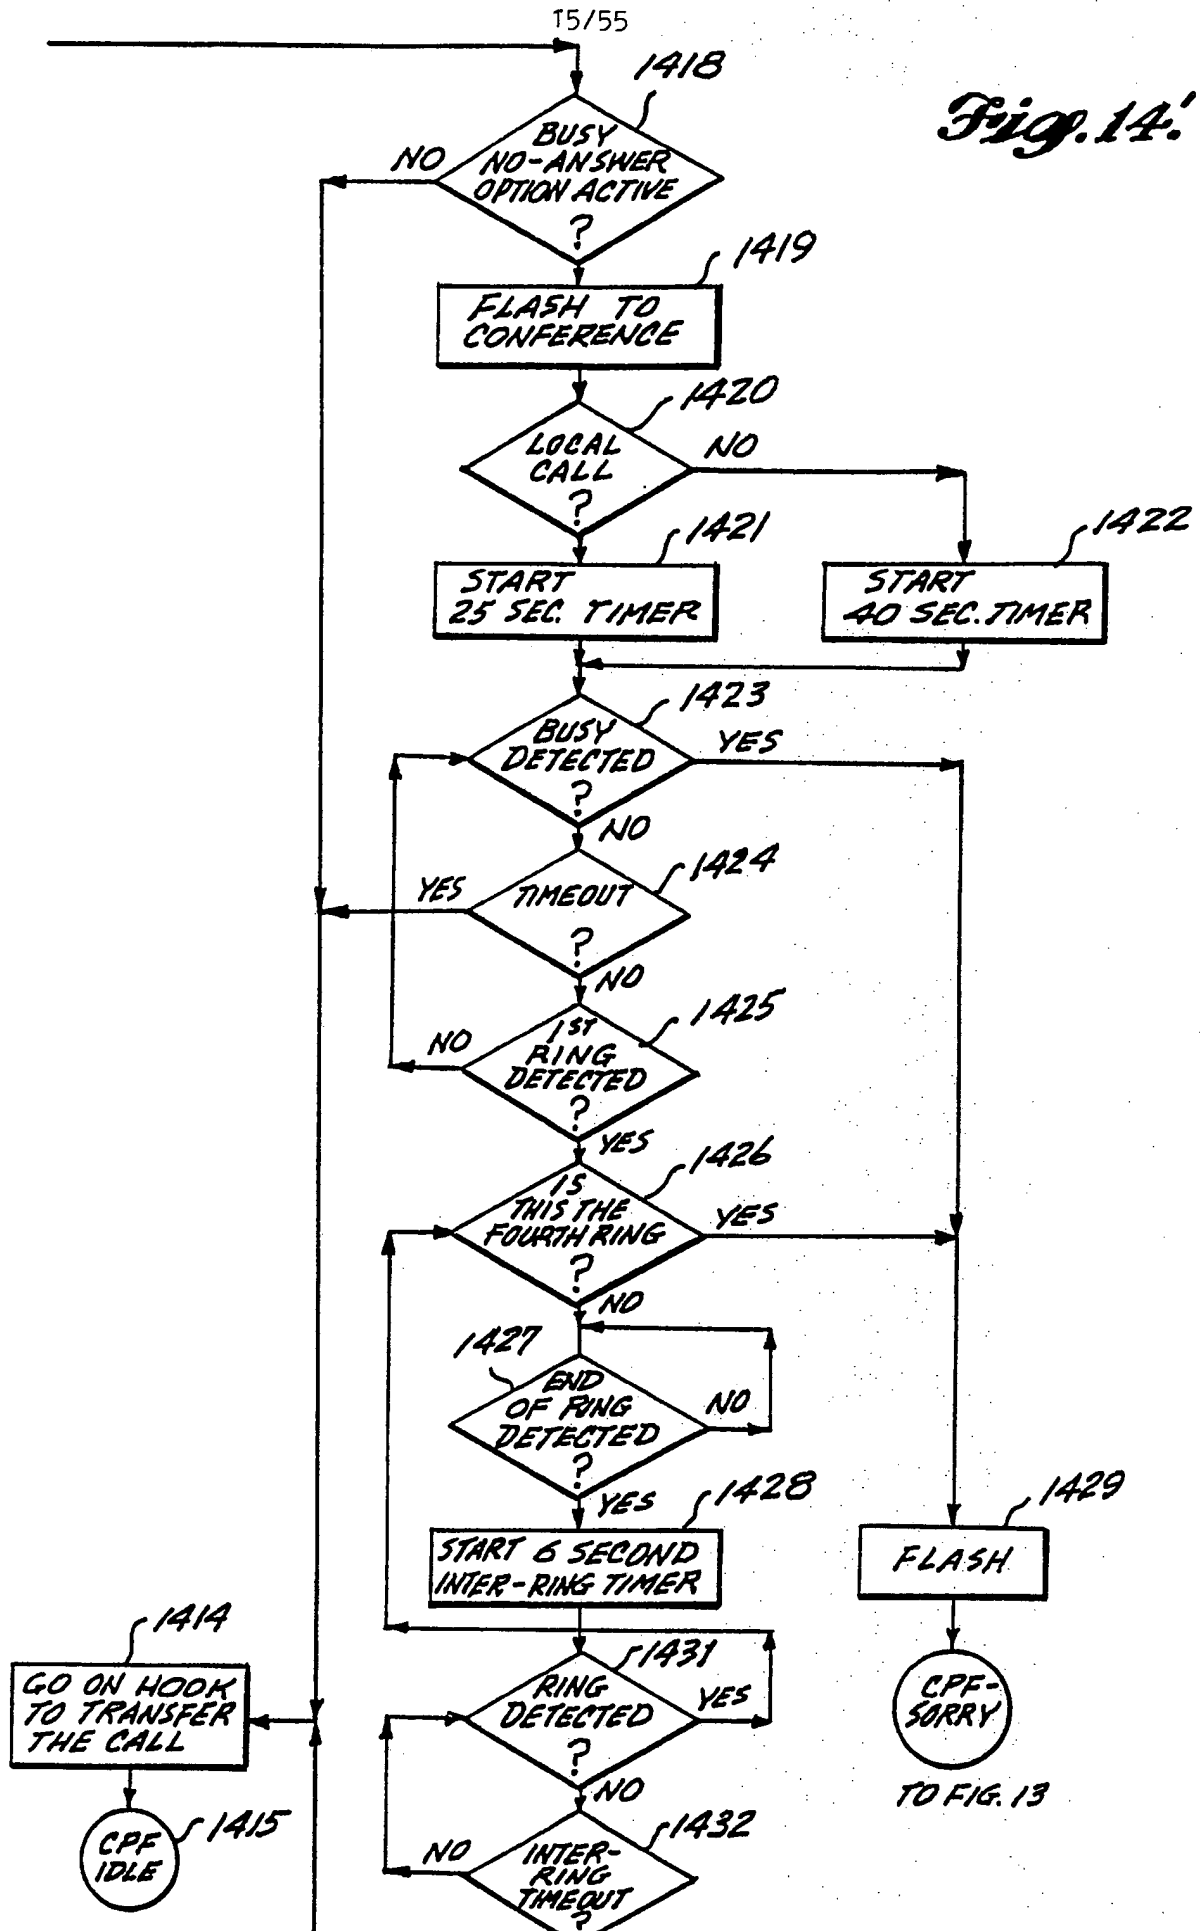 15/55
Fig. 14.'
1418
BUSY
NO-ANSWER
OPTION ACTIVE
?
NO
1419
FLASH TO
CONFERENCE
1420
LOCAL
CALL
?
NO
1421
START
25 SEC. TIMER
1422
START
40 SEC. TIMER
1423
BUSY
DETECTED
?
YES
NO
1424
TIMEOUT
?
YES
NO
1425
1ST
RING
DETECTED
?
NO
YES
1426
IS
THIS THE
FOURTH RING
?
YES
NO
1427
END
OF RING
DETECTED
?
NO
YES
1428
START 6 SECOND
INTER-RING TIMER
1429
FLASH
CPF-
SORRY
TO FIG. 13
1414
GO ON HOOK
TO TRANSFER
THE CALL
1415
CPF
IDLE
1431
RING
DETECTED
?
YES
NO
1432
INTER-
RING
TIMEOUT
?
NO